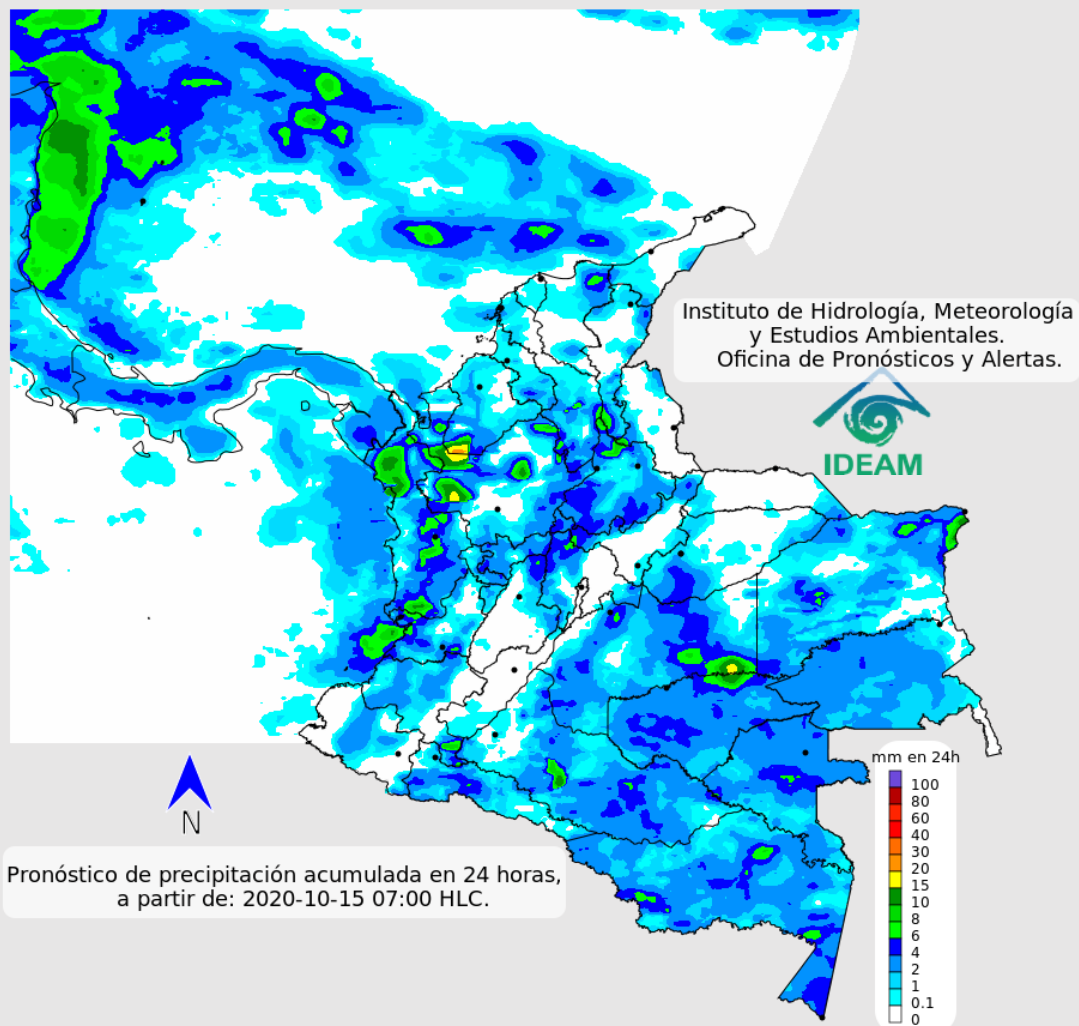 Instituto de Hidrología, Meteorología
y Estudios Ambientales.
Oficina de Pronósticos y Alertas.
IDEAM
N
Pronóstico de precipitación acumulada en 24 horas,
a partir de: 2020-10-15 07:00 HLC.
mm en 24h
100
80
60
40
30
20
15
10
8
6
4
2
1
0.1
0